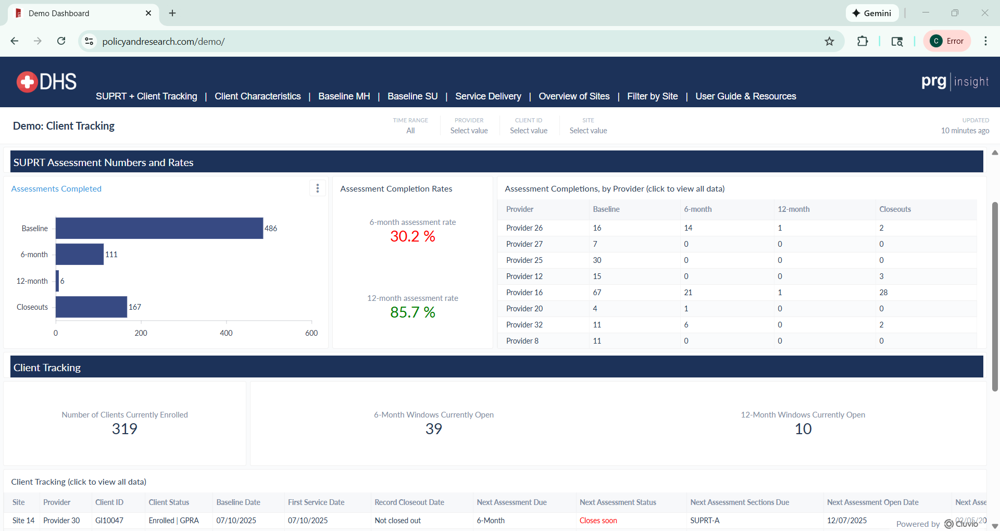 Demo Dashboard
Gemini
policyandresearch.com/demo/
C Error
DHS
SUPRT + Client Tracking | Client Characteristics | Baseline MH | Baseline SU | Service Delivery | Overview of Sites | Filter by Site | User Guide & Resources
prg insight
Demo: Client Tracking
TIME RANGE
All
PROVIDER
Select value
CLIENT ID
Select value
SITE
Select value
UPDATED
10 minutes ago
SUPRT Assessment Numbers and Rates
Assessments Completed
Baseline 486
6-month 111
12-month 6
Closeouts 167
0 200 400 600
Assessment Completion Rates
6-month assessment rate
30.2 %
12-month assessment rate
85.7 %
Assessment Completions, by Provider (click to view all data)
Provider Baseline 6-month 12-month Closeouts
Provider 26 16 14 1 2
Provider 27 7 0 0 0
Provider 25 30 0 0 0
Provider 12 15 0 0 3
Provider 16 67 21 1 28
Provider 20 4 1 0 0
Provider 32 11 6 0 2
Provider 8 11 0 0 0
Client Tracking
Number of Clients Currently Enrolled
319
6-Month Windows Currently Open
39
12-Month Windows Currently Open
10
Client Tracking (click to view all data)
Site Provider Client ID Client Status Baseline Date First Service Date Record Closeout Date Next Assessment Due Next Assessment Status Next Assessment Sections Due Next Assessment Open Date Next Asse
Site 14 Provider 30 GI10047 Enrolled | GPRA 07/10/2025 07/10/2025 Not closed out 6-Month Closes soon SUPRT-A 12/07/2025 02/05/20
Powered by Cluvio